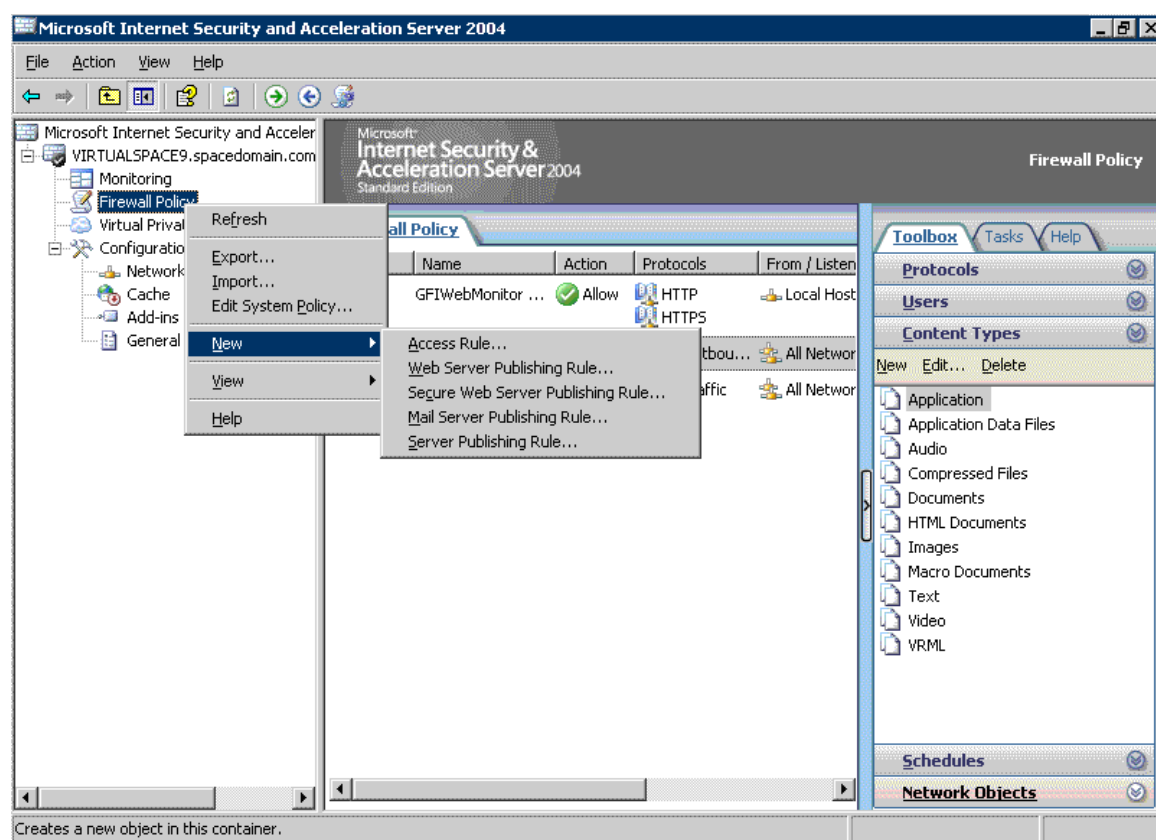 Microsoft Internet Security and Acceleration Server 2004
File Action View Help
Microsoft Internet Security and Acceler
VIRTUALSPACE9.spacedomain.com
Monitoring
Firewall Policy
Virtual Privat
Configuratio
Network
Cache
Add-ins
General
Microsoft
Internet Security &
Acceleration Server 2004
Standard Edition
Firewall Policy
Refresh
Export...
Import...
Edit System Policy...
New
View
Help
Access Rule...
Web Server Publishing Rule...
Secure Web Server Publishing Rule...
Mail Server Publishing Rule...
Server Publishing Rule...
all Policy
Name Action Protocols From / Listen
GFIWebMonitor ... Allow HTTP Local Host
HTTPS
tbou... All Networ
affic All Networ
Toolbox Tasks Help
Protocols
Users
Content Types
New Edit... Delete
Application
Application Data Files
Audio
Compressed Files
Documents
HTML Documents
Images
Macro Documents
Text
Video
VRML
Schedules
Network Objects
Creates a new object in this container.